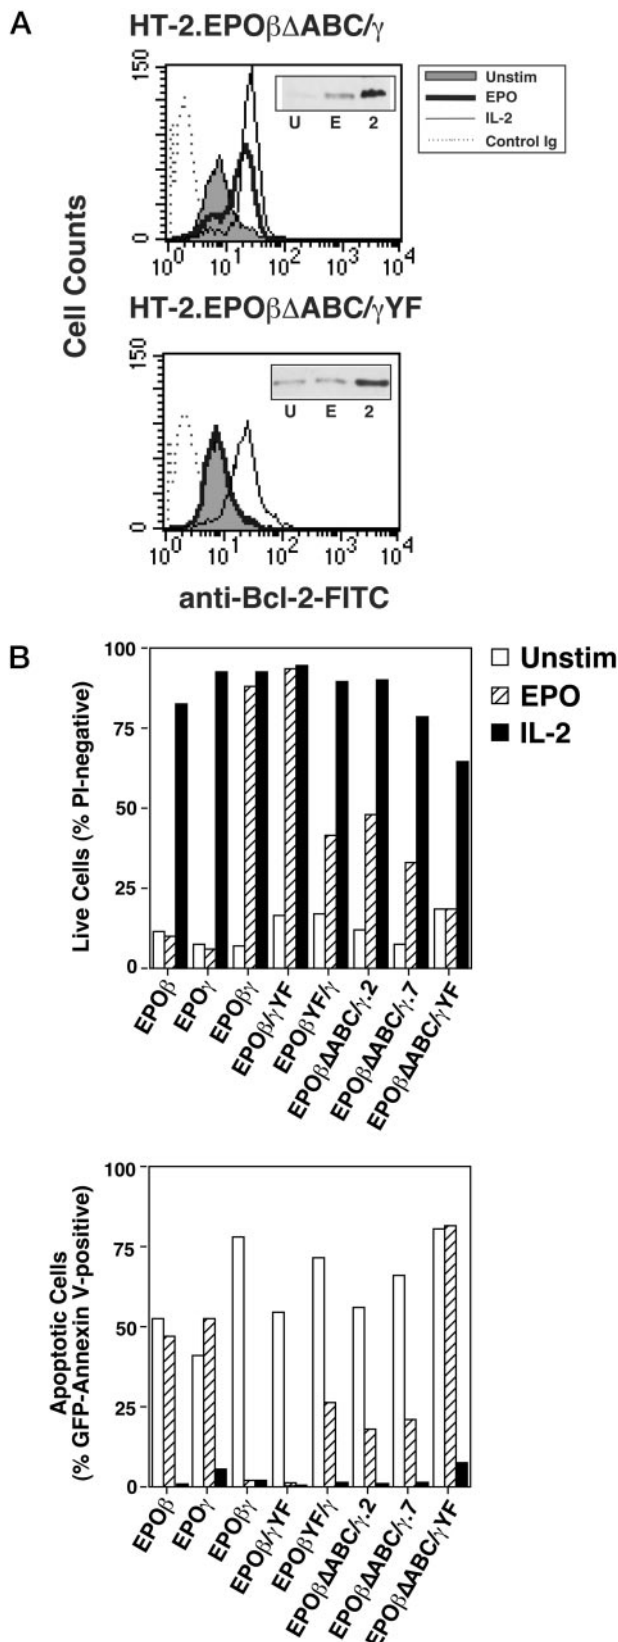 A
HT-2.EPOβΔABC/γ
Unstim
EPO
IL-2
Control Ig
150
0
U E 2
10^0 10^1 10^2 10^3 10^4
HT-2.EPOβΔABC/γYF
150
0
U E 2
10^0 10^1 10^2 10^3 10^4
Cell Counts
anti-Bcl-2-FITC
B
Unstim
EPO
IL-2
Live Cells (% PI-negative)
100
75
50
25
0
EPOβ
EPOγ
EPOβγ
EPOβ/γYF
EPOβYF/γ
EPOβΔABC/γ.2
EPOβΔABC/γ.7
EPOβΔABC/γYF
Apoptotic Cells
(% GFP-Annexin V-positive)
100
75
50
25
0
EPOβ
EPOγ
EPOβγ
EPOβ/γYF
EPOβYF/γ
EPOβΔABC/γ.2
EPOβΔABC/γ.7
EPOβΔABC/γYF